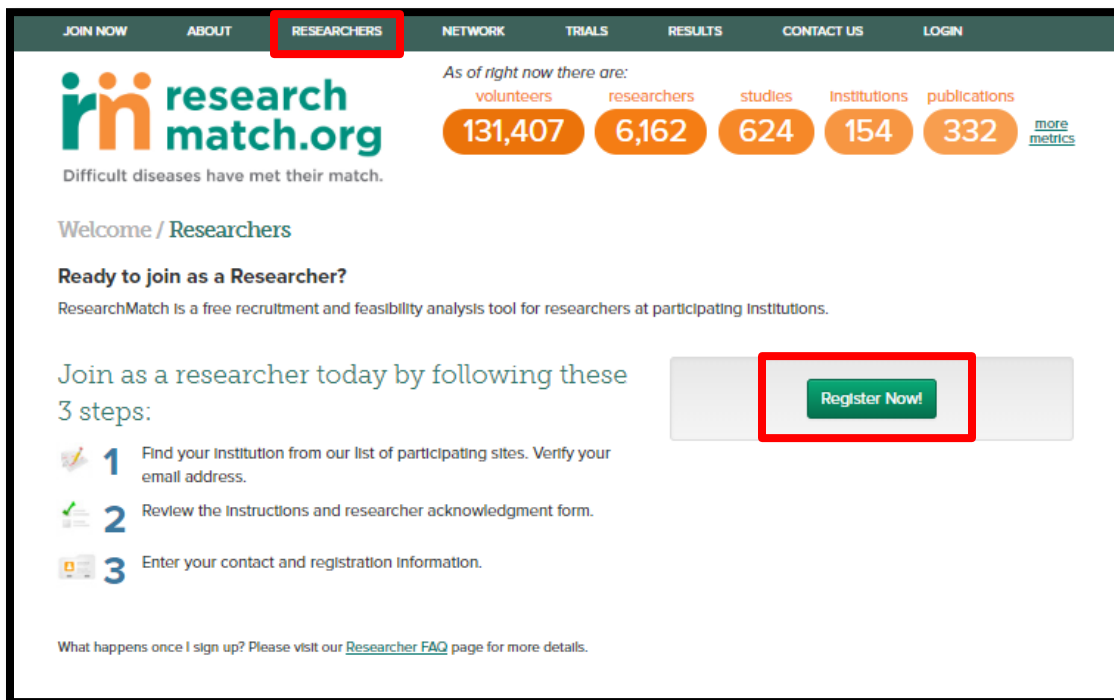 JOIN NOW ABOUT RESEARCHERS NETWORK TRIALS RESULTS CONTACT US LOGIN
As of right now there are:
volunteers researchers studies institutions publications
131,407 6,162 624 154 332 more
metrics
rm research
match.org
Difficult diseases have met their match.
Welcome / Researchers
Ready to join as a Researcher?
ResearchMatch is a free recruitment and feasibility analysis tool for researchers at participating institutions.
Join as a researcher today by following these
3 steps:
Register Now!
1 Find your institution from our list of participating sites. Verify your
email address.
2 Review the instructions and researcher acknowledgment form.
3 Enter your contact and registration information.
What happens once I sign up? Please visit our Researcher FAQ page for more details.